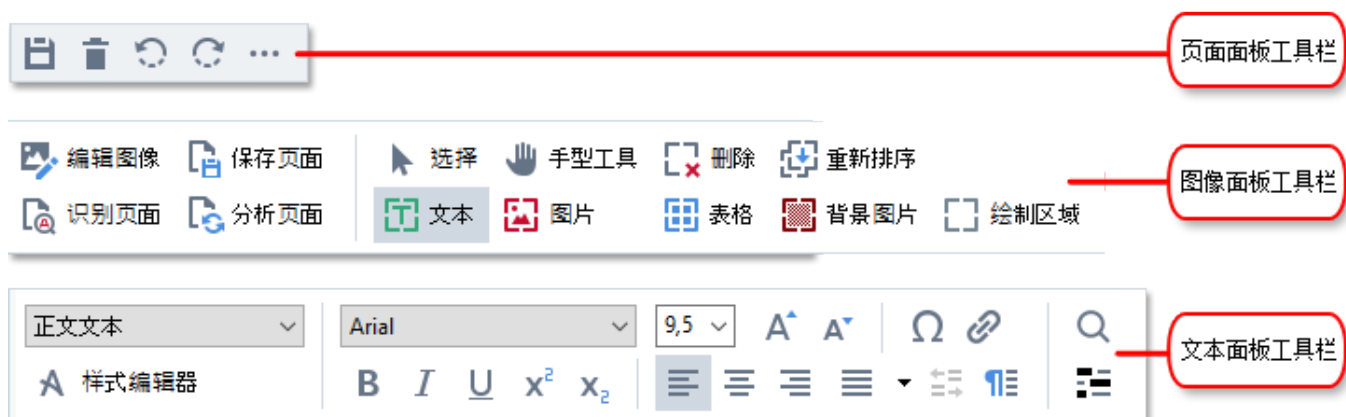 页面面板工具栏
编辑图像 保存页面 选择 手型工具 删除 重新排序
图像面板工具栏
识别页面 分析页面 T 文本 图片 表格 背景图片 绘制区域
正文文本 Arial 9,5 A A Ω
文本面板工具栏
A 样式编辑器 B I U x² x₂